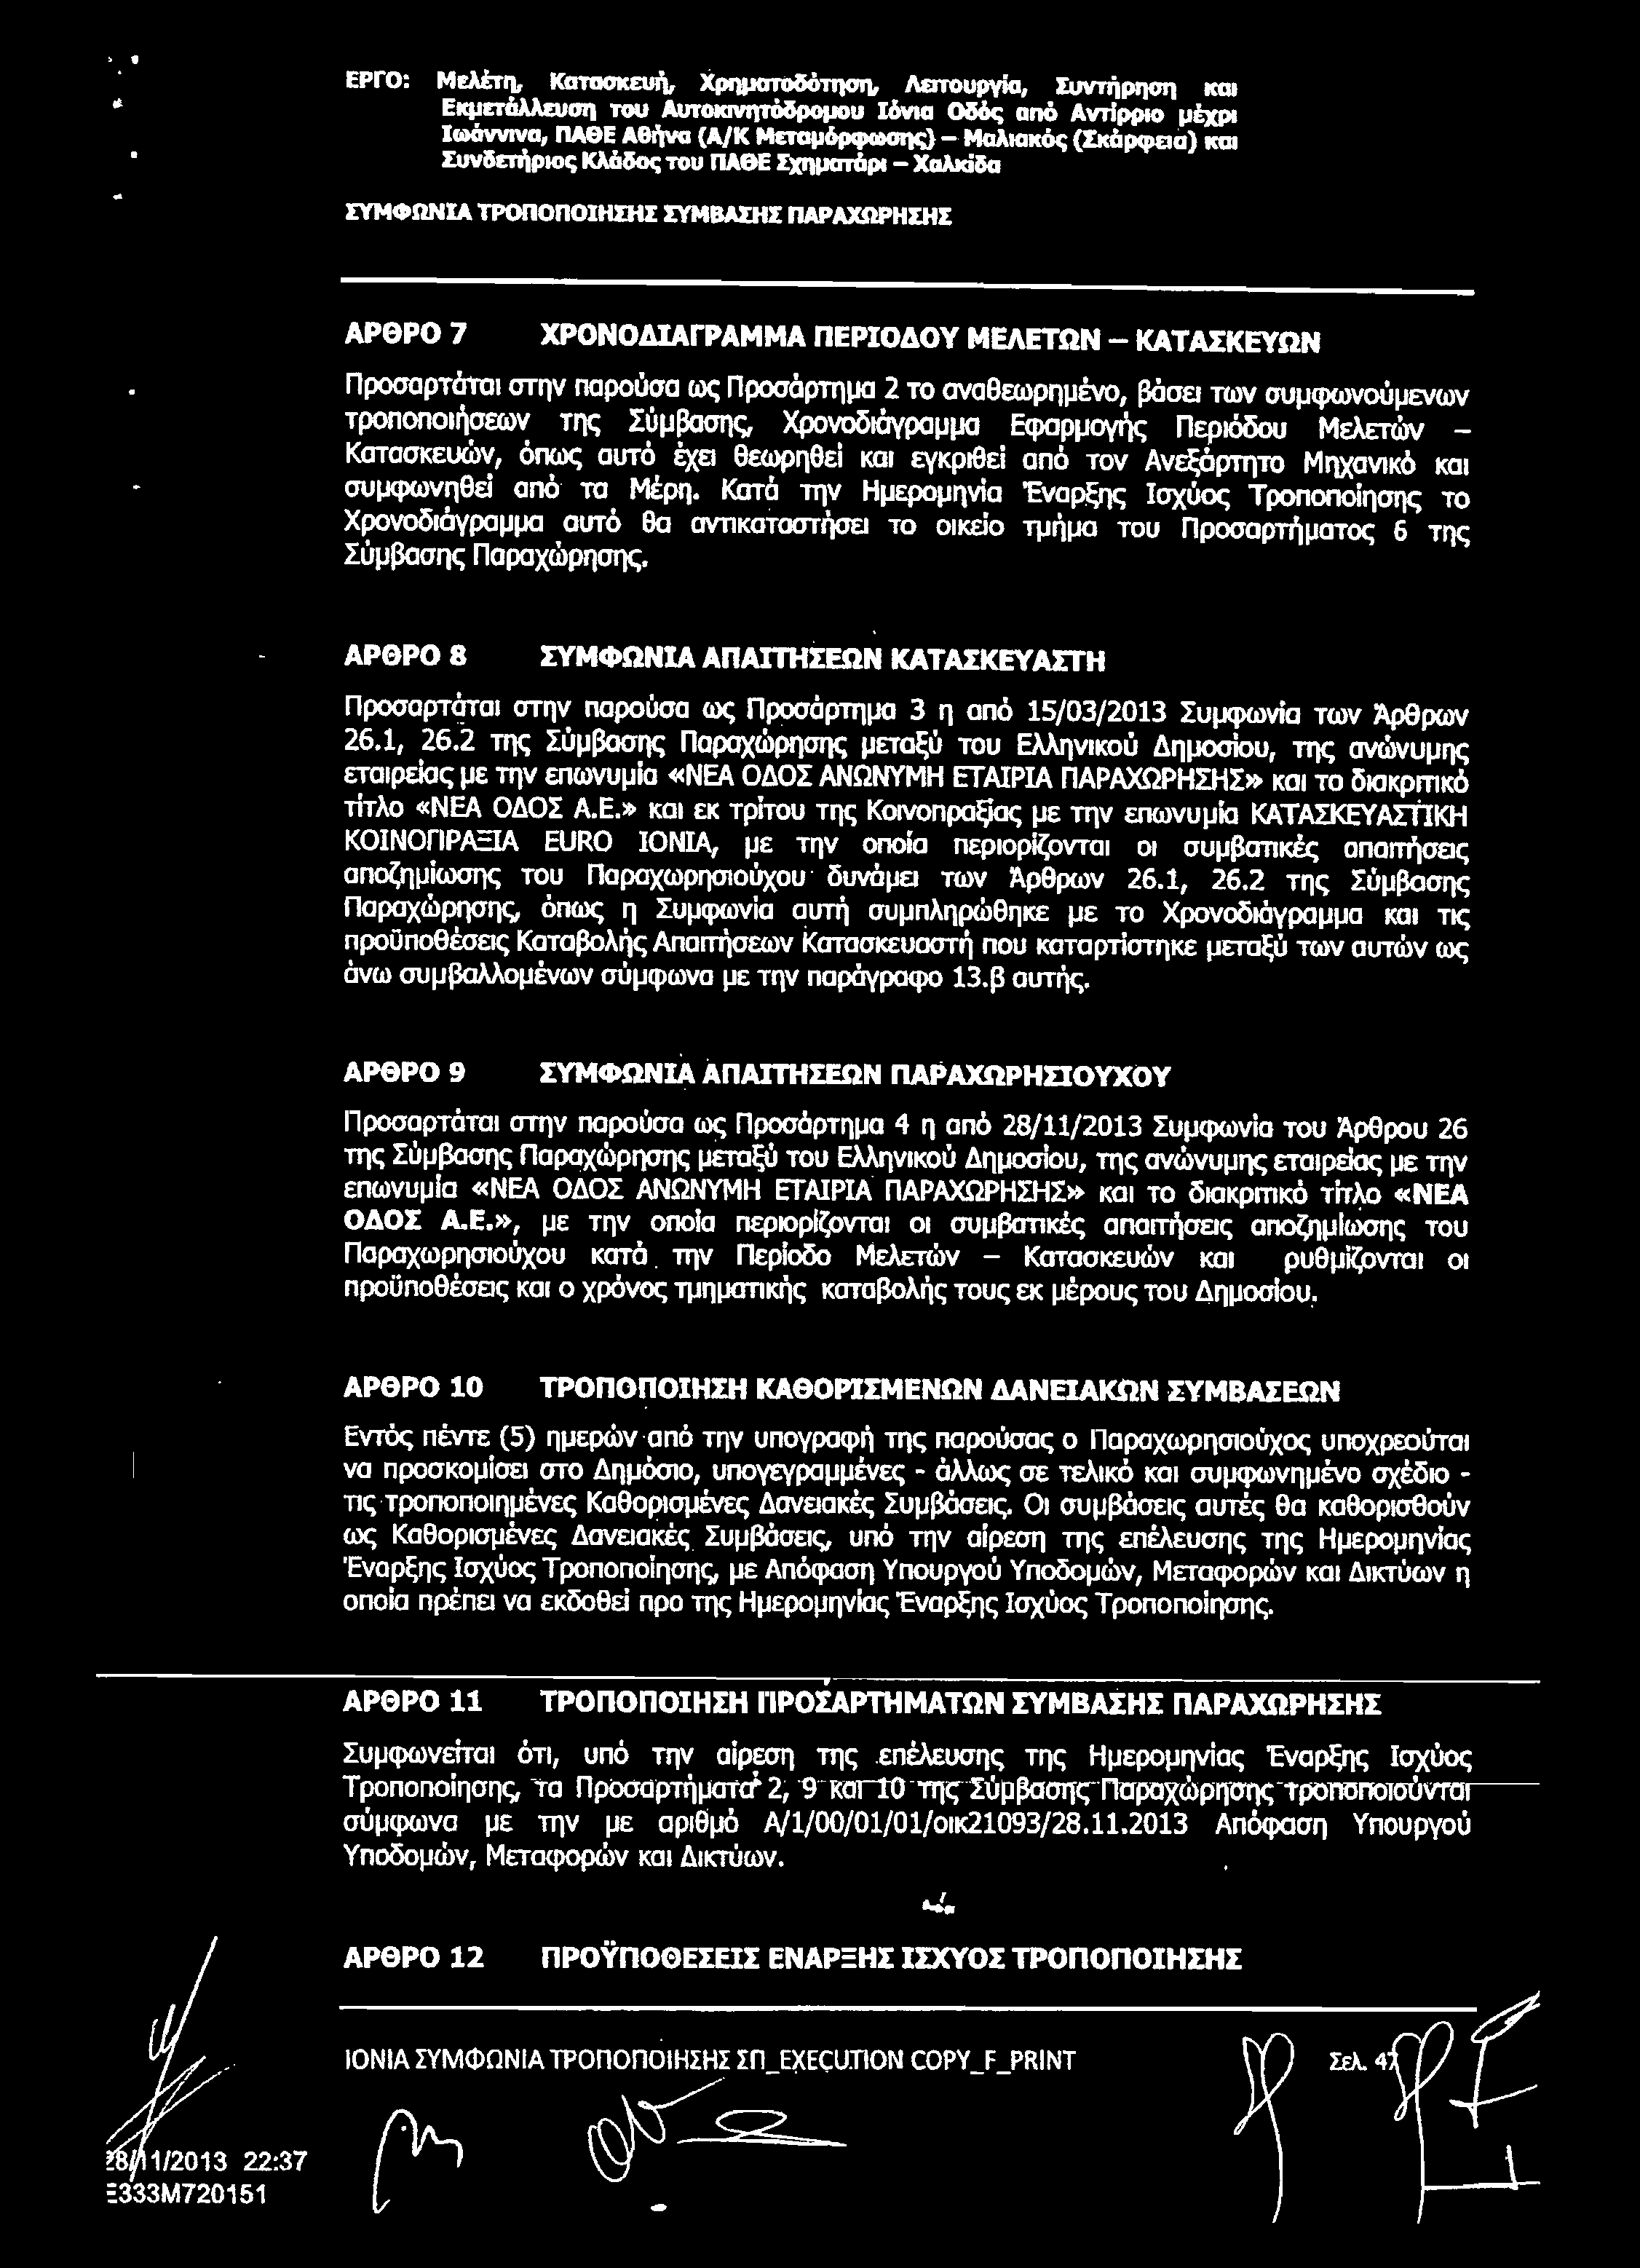 ΕΡΓΟ: Μελέτη, Κατασκευή, Χρηματοδότηση, Λειτουργία, Συντήρηση και
Εκμετάλλευση του Αυτοκινητόδρομου Ιόνια Οδός από Αντίρριο μέχρι
Ιωάννινα, ΠΑΘΕ Αθήνα (Α/Κ Μεταμόρφωσης) – Μαλιακός (Σκάρφεια) και
Συνδετήριος Κλάδος του ΠΑΘΕ Σχηματάρι – Χαλκίδα
ΣΥΜΦΩΝΙΑ ΤΡΟΠΟΠΟΙΗΣΗΣ ΣΥΜΒΑΣΗΣ ΠΑΡΑΧΩΡΗΣΗΣ
ΑΡΘΡΟ 7 ΧΡΟΝΟΔΙΑΓΡΑΜΜΑ ΠΕΡΙΟΔΟΥ ΜΕΛΕΤΩΝ – ΚΑΤΑΣΚΕΥΩΝ
Προσαρτάται στην παρούσα ως Προσάρτημα 2 το αναθεωρημένο, βάσει των συμφωνούμενων
τροποποιήσεων της Σύμβασης, Χρονοδιάγραμμα Εφαρμογής Περιόδου Μελετών –
Κατασκευών, όπως αυτό έχει θεωρηθεί και εγκριθεί από τον Ανεξάρτητο Μηχανικό και
συμφωνηθεί από τα Μέρη. Κατά την Ημερομηνία Έναρξης Ισχύος Τροποποίησης το
Χρονοδιάγραμμα αυτό θα αντικαταστήσει το οικείο τμήμα του Προσαρτήματος 6 της
Σύμβασης Παραχώρησης.
ΑΡΘΡΟ 8 ΣΥΜΦΩΝΙΑ ΑΠΑΙΤΗΣΕΩΝ ΚΑΤΑΣΚΕΥΑΣΤΗ
Προσαρτάται στην παρούσα ως Προσάρτημα 3 η από 15/03/2013 Συμφωνία των Άρθρων
26.1, 26.2 της Σύμβασης Παραχώρησης μεταξύ του Ελληνικού Δημοσίου, της ανώνυμης
εταιρείας με την επωνυμία «ΝΕΑ ΟΔΟΣ ΑΝΩΝΥΜΗ ΕΤΑΙΡΙΑ ΠΑΡΑΧΩΡΗΣΗΣ» και το διακριτικό
τίτλο «ΝΕΑ ΟΔΟΣ Α.Ε.» και εκ τρίτου της Κοινοπραξίας με την επωνυμία ΚΑΤΑΣΚΕΥΑΣΤΙΚΗ
ΚΟΙΝΟΠΡΑΞΙΑ EURO ΙΟΝΙΑ, με την οποία περιορίζονται οι συμβατικές απαιτήσεις
αποζημίωσης του Παραχωρησιούχου δυνάμει των Άρθρων 26.1, 26.2 της Σύμβασης
Παραχώρησης, όπως η Συμφωνία αυτή συμπληρώθηκε με το Χρονοδιάγραμμα και τις
προϋποθέσεις Καταβολής Απαιτήσεων Κατασκευαστή που καταρτίστηκε μεταξύ των αυτών ως
άνω συμβαλλομένων σύμφωνα με την παράγραφο 13.β αυτής.
ΑΡΘΡΟ 9 ΣΥΜΦΩΝΙΑ ΑΠΑΙΤΗΣΕΩΝ ΠΑΡΑΧΩΡΗΣΙΟΥΧΟΥ
Προσαρτάται στην παρούσα ως Προσάρτημα 4 η από 28/11/2013 Συμφωνία του Άρθρου 26
της Σύμβασης Παραχώρησης μεταξύ του Ελληνικού Δημοσίου, της ανώνυμης εταιρείας με την
επωνυμία «ΝΕΑ ΟΔΟΣ ΑΝΩΝΥΜΗ ΕΤΑΙΡΙΑ ΠΑΡΑΧΩΡΗΣΗΣ» και το διακριτικό τίτλο «ΝΕΑ
ΟΔΟΣ Α.Ε.», με την οποία περιορίζονται οι συμβατικές απαιτήσεις αποζημίωσης του
Παραχωρησιούχου κατά την Περίοδο Μελετών – Κατασκευών και ρυθμίζονται οι
προϋποθέσεις και ο χρόνος τμηματικής καταβολής τους εκ μέρους του Δημοσίου.
ΑΡΘΡΟ 10 ΤΡΟΠΟΠΟΙΗΣΗ ΚΑΘΟΡΙΣΜΕΝΩΝ ΔΑΝΕΙΑΚΩΝ ΣΥΜΒΑΣΕΩΝ
Εντός πέντε (5) ημερών από την υπογραφή της παρούσας ο Παραχωρησιούχος υποχρεούται
να προσκομίσει στο Δημόσιο, υπογεγραμμένες - άλλως σε τελικό και συμφωνημένο σχέδιο -
τις τροποποιημένες Καθορισμένες Δανειακές Συμβάσεις. Οι συμβάσεις αυτές θα καθορισθούν
ως Καθορισμένες Δανειακές Συμβάσεις, υπό την αίρεση της επέλευσης της Ημερομηνίας
Έναρξης Ισχύος Τροποποίησης, με Απόφαση Υπουργού Υποδομών, Μεταφορών και Δικτύων η
οποία πρέπει να εκδοθεί προ της Ημερομηνίας Έναρξης Ισχύος Τροποποίησης.
ΑΡΘΡΟ 11 ΤΡΟΠΟΠΟΙΗΣΗ ΠΡΟΣΑΡΤΗΜΑΤΩΝ ΣΥΜΒΑΣΗΣ ΠΑΡΑΧΩΡΗΣΗΣ
Συμφωνείται ότι, υπό την αίρεση της επέλευσης της Ημερομηνίας Έναρξης Ισχύος
Τροποποίησης, τα Προσαρτήματα 2, 9 και 10 της Σύμβασης Παραχώρησης τροποποιούνται
σύμφωνα με την με αριθμό Α/1/00/01/01/οικ21093/28.11.2013 Απόφαση Υπουργού
Υποδομών, Μεταφορών και Δικτύων.
ΑΡΘΡΟ 12 ΠΡΟΫΠΟΘΕΣΕΙΣ ΕΝΑΡΞΗΣ ΙΣΧΥΟΣ ΤΡΟΠΟΠΟΙΗΣΗΣ
ΙΟΝΙΑ ΣΥΜΦΩΝΙΑ ΤΡΟΠΟΠΟΙΗΣΗΣ ΣΠ_EXECUTION COPY_F_PRINT Σελ.
28/11/2013 22:37
Ξ333Μ720151